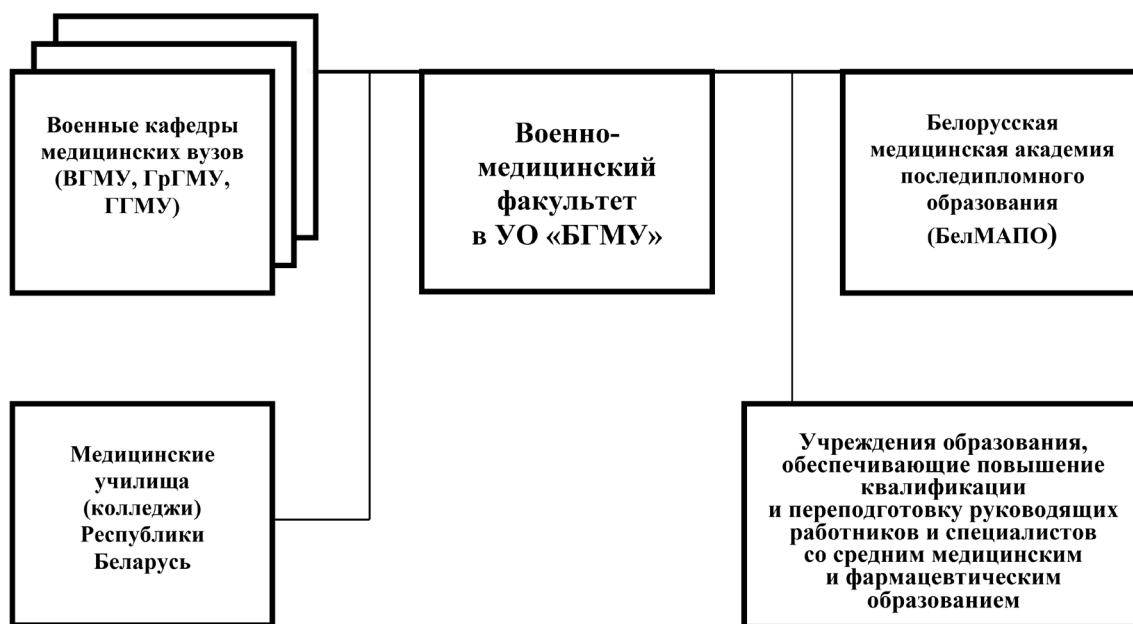 Военные кафедры
медицинских вузов
(ВГМУ, ГрГМУ,
ГГМУ)
Военно-
медицинский
факультет
в УО «БГМУ»
Белорусская
медицинская академия
последипломного
образования
(БелМАПО)
Медицинские
училища
(колледжи)
Республики
Беларусь
Учреждения образования,
обеспечивающие повышение
квалификации
и переподготовку руководящих
работников и специалистов
со средним медицинским
и фармацевтическим
образованием